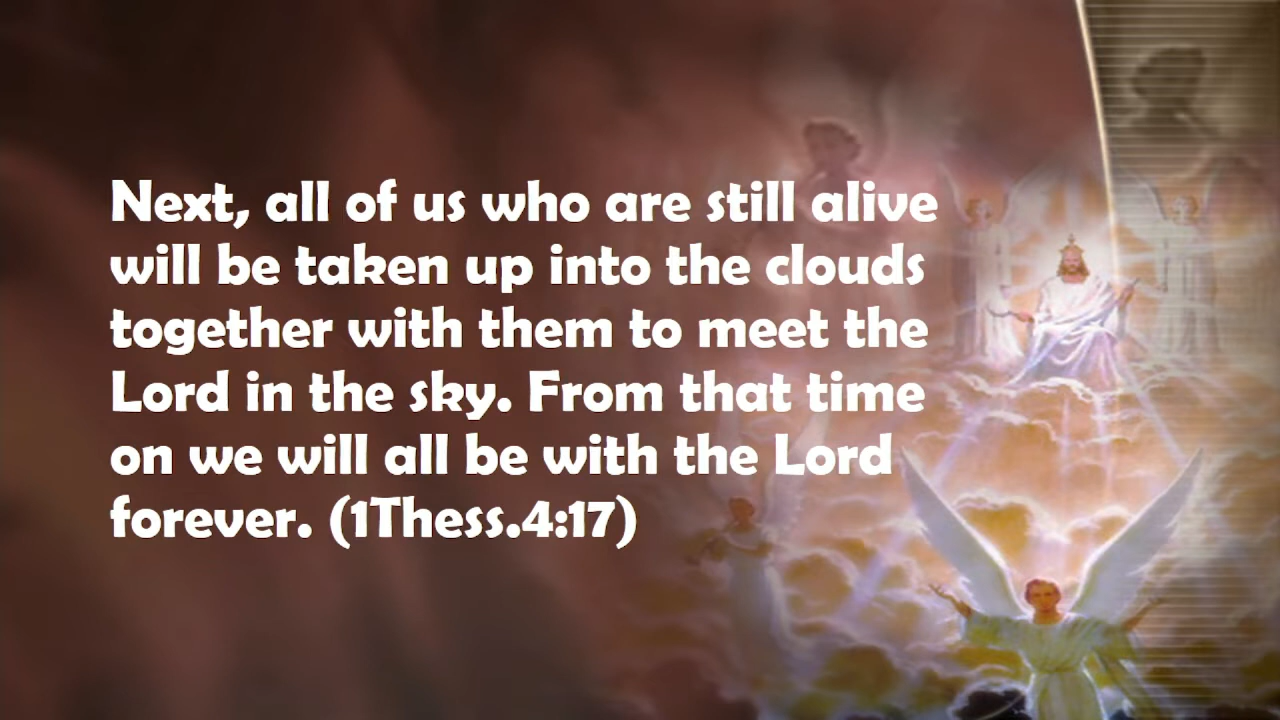 Next, all of us who are still alive
will be taken up into the clouds
together with them to meet the
Lord in the sky. From that time
on we will all be with the Lord
forever. (1Thess.4:17)